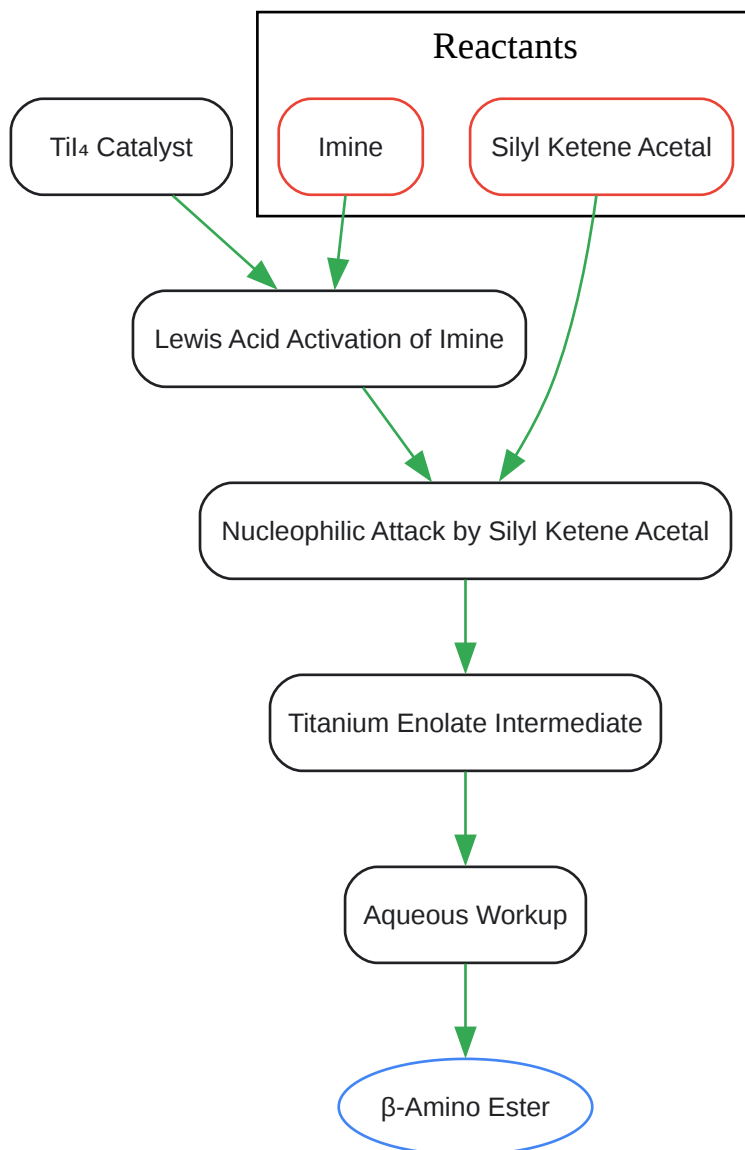 Reactants
TiI₄ Catalyst
Imine
Silyl Ketene Acetal
Lewis Acid Activation of Imine
Nucleophilic Attack by Silyl Ketene Acetal
Titanium Enolate Intermediate
Aqueous Workup
β-Amino Ester